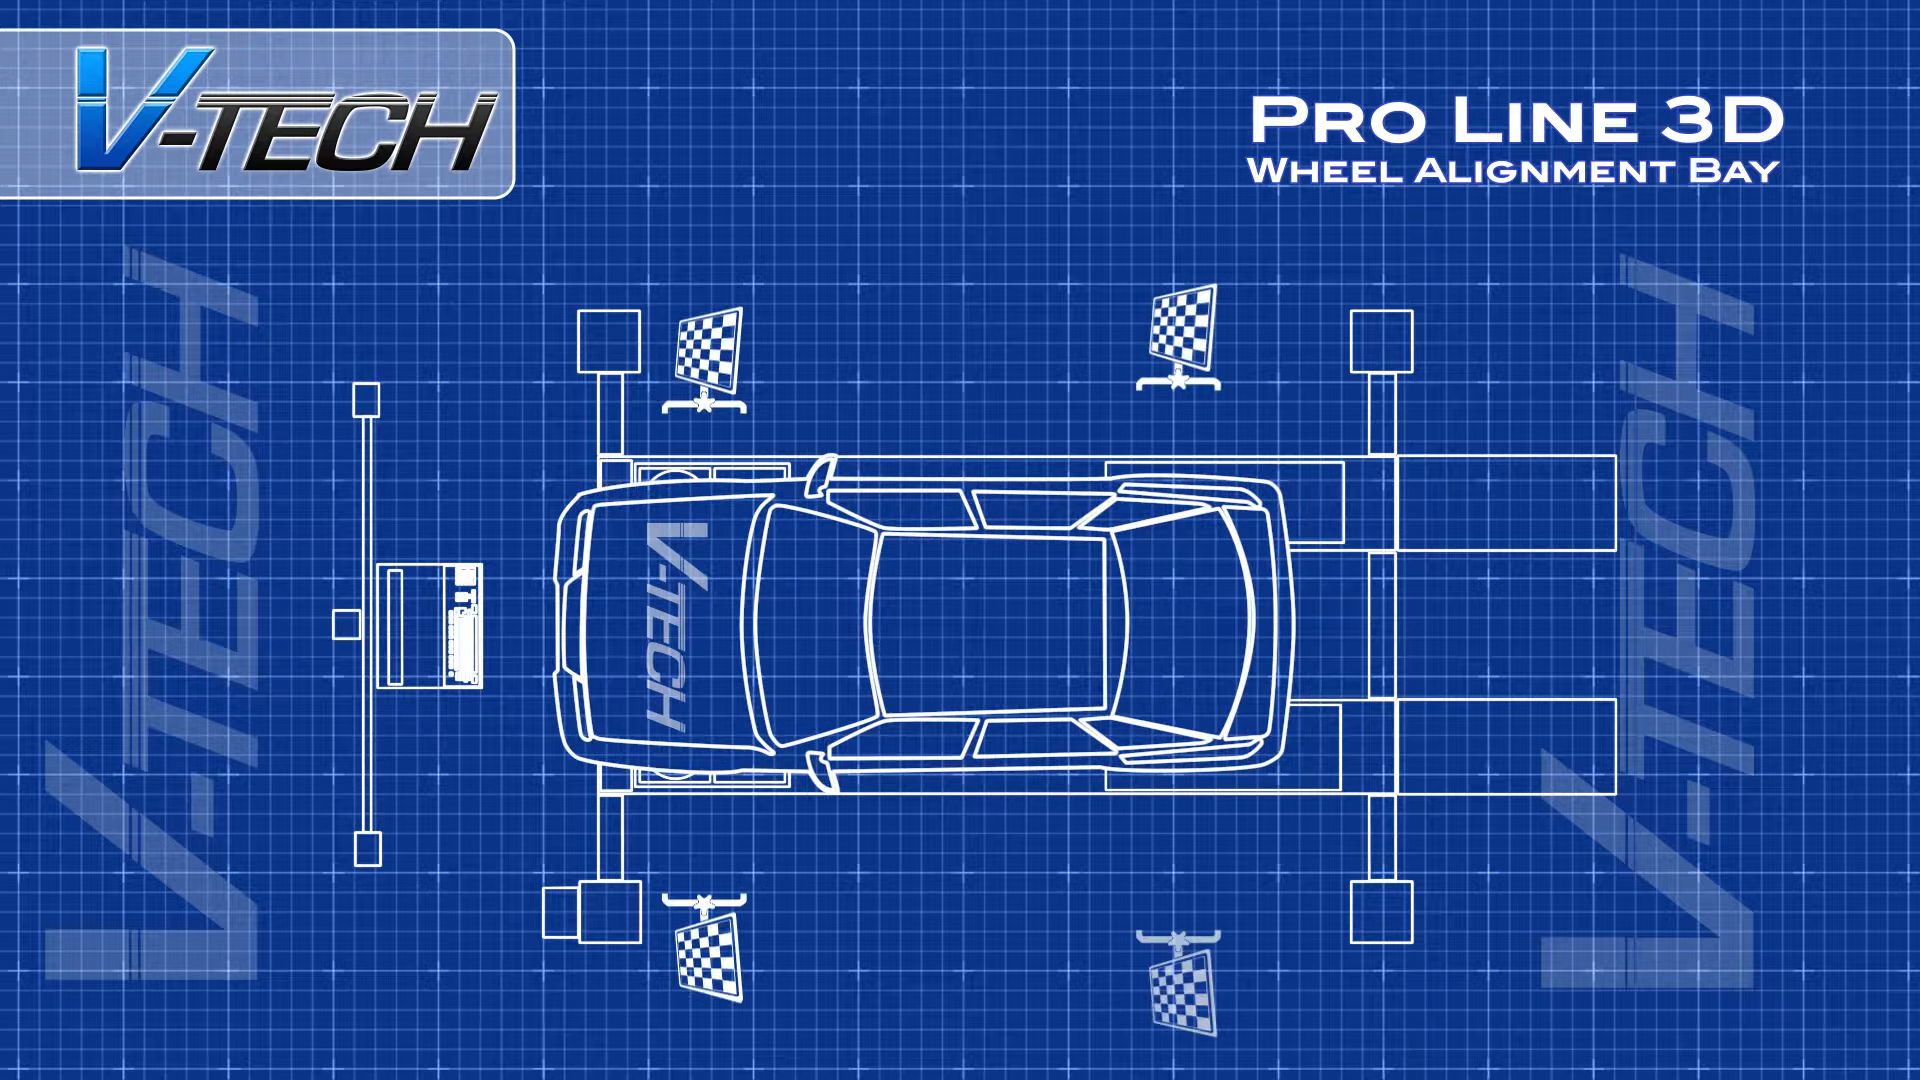 V-TECH
PRO LINE 3D
WHEEL ALIGNMENT BAY
V-TECH
V-TECH
V-TECH